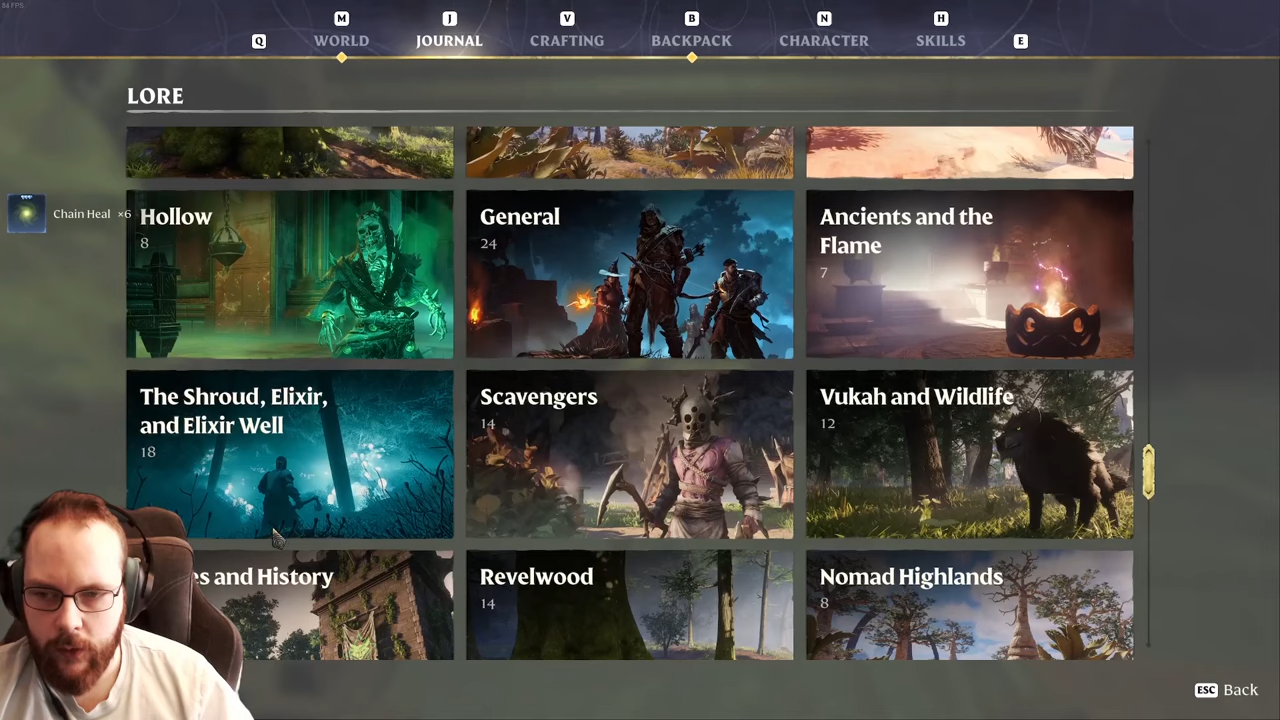 84 FPS
M J V B N H
Q WORLD JOURNAL CRAFTING BACKPACK CHARACTER SKILLS E
LORE
Chain Heal ×6
Hollow
8
General
24
Ancients and the
Flame
7
The Shroud, Elixir,
and Elixir Well
18
Scavengers
14
Vukah and Wildlife
12
es and History
Revelwood
14
Nomad Highlands
8
ESC Back